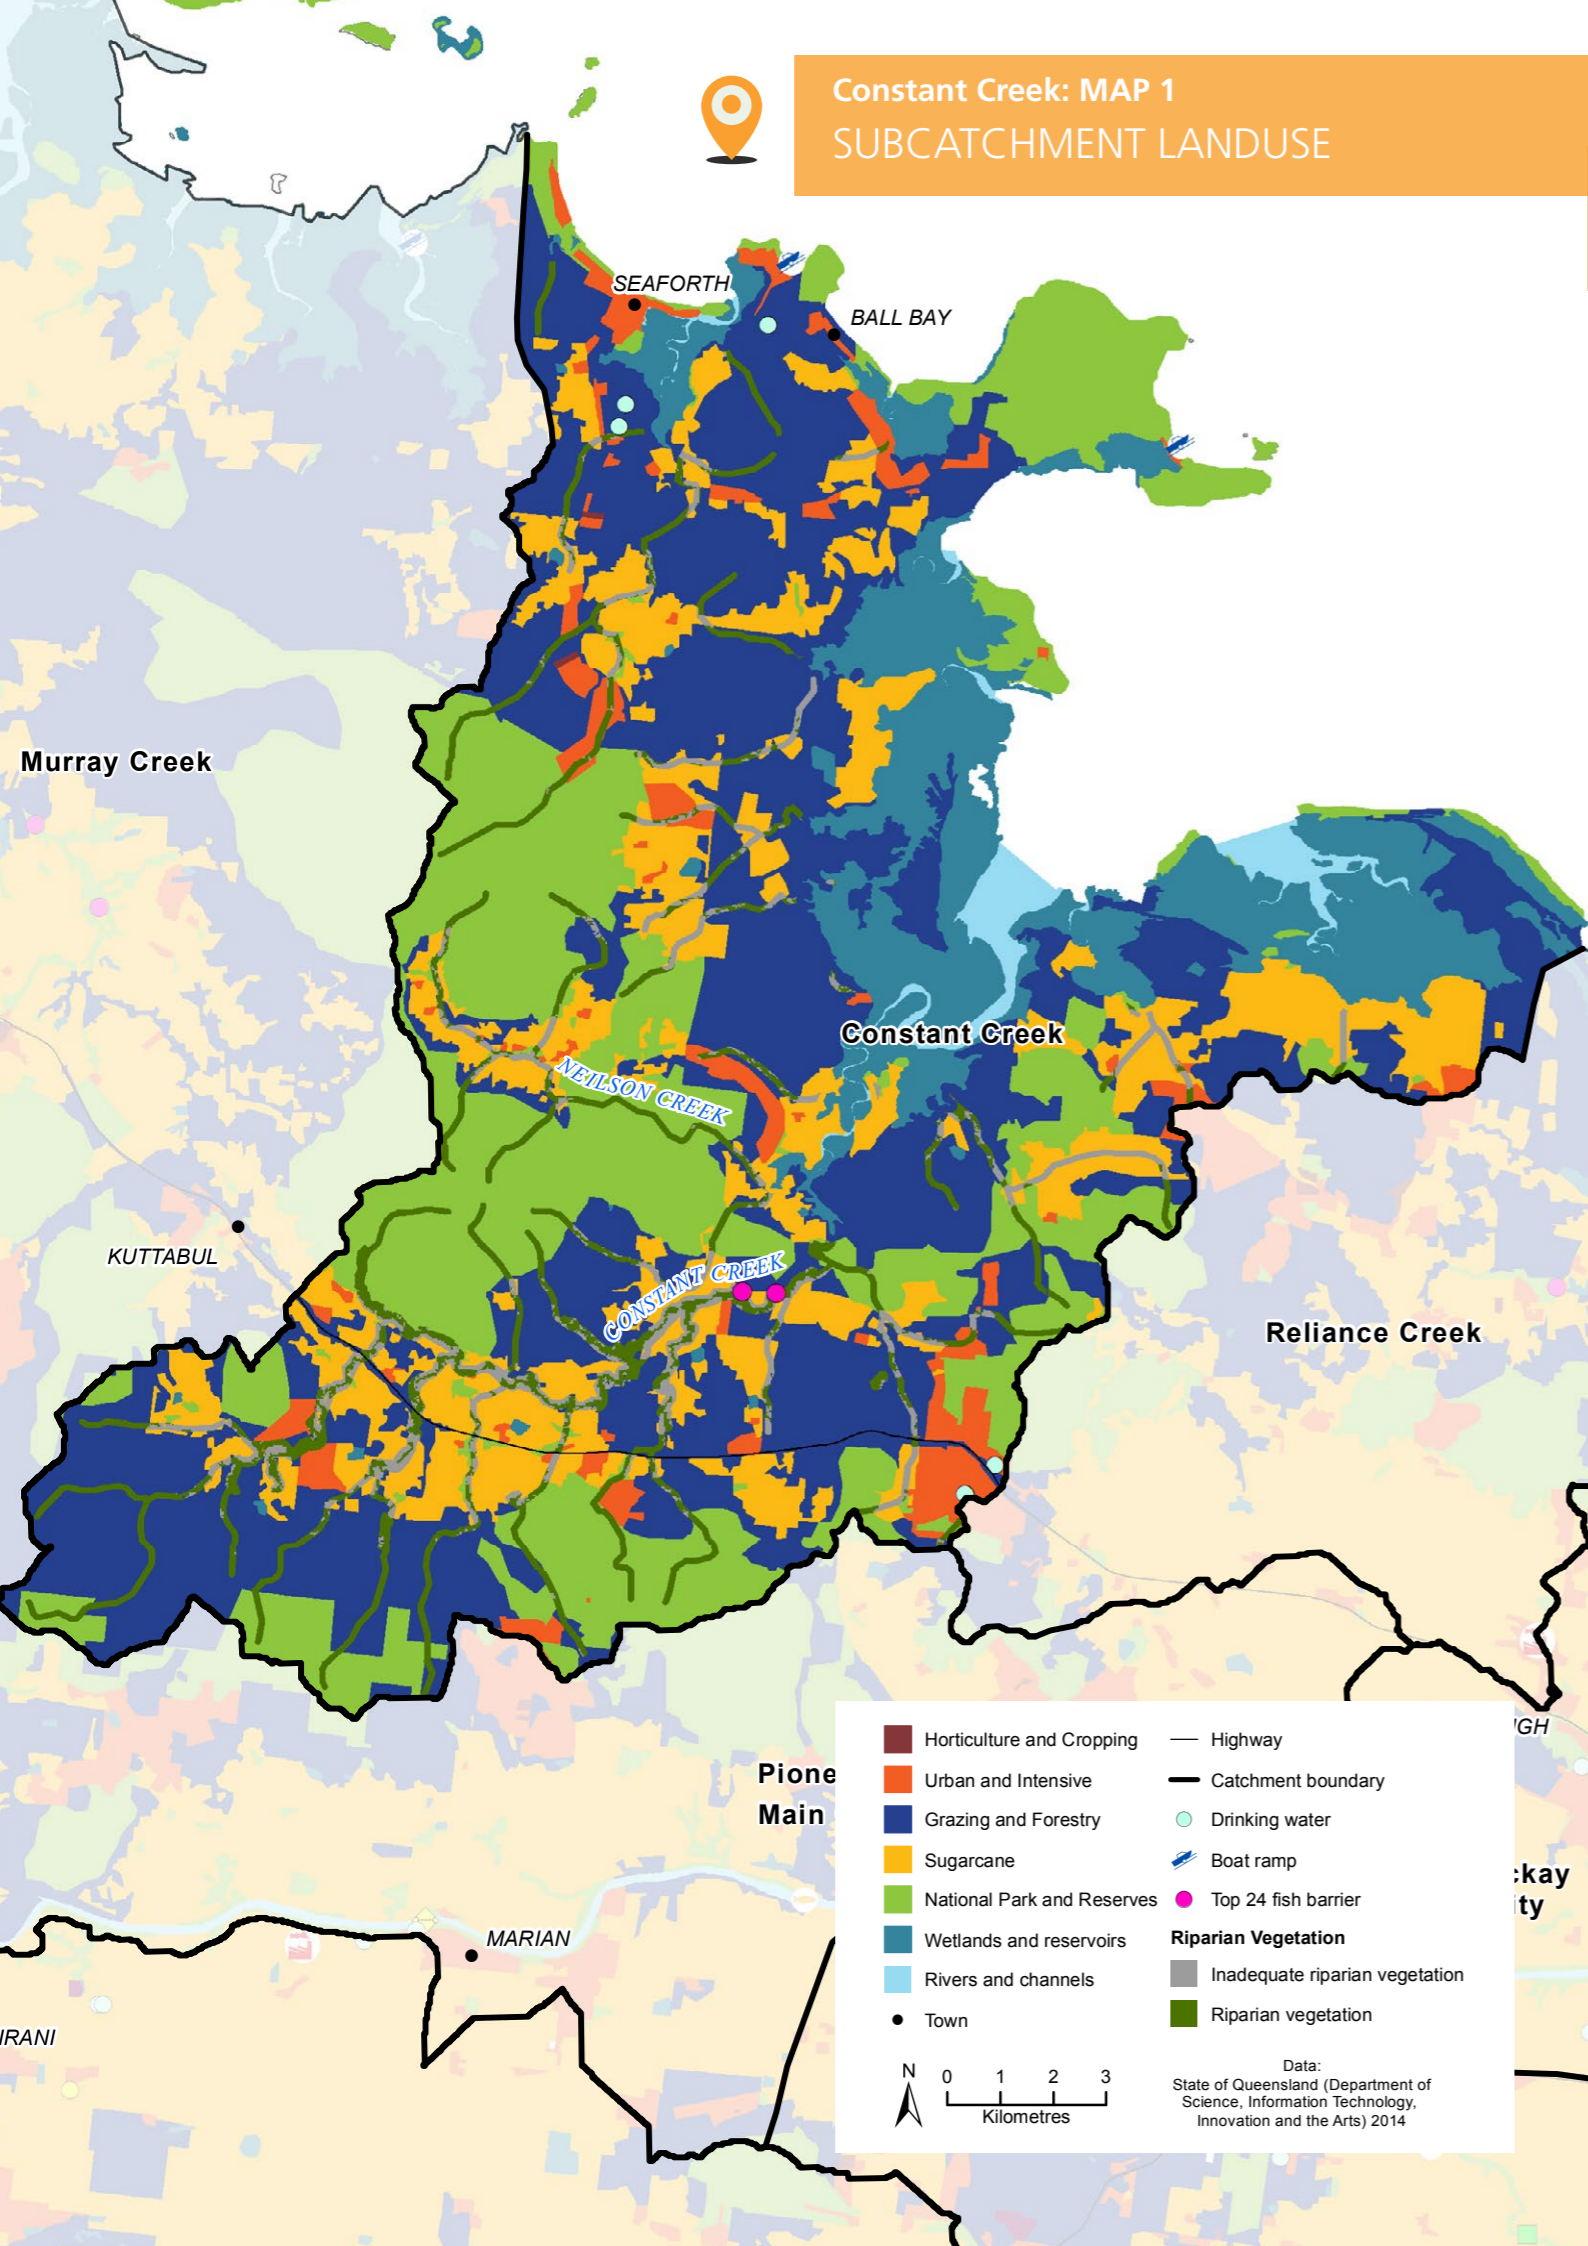 Constant Creek: MAP 1
SUBCATCHMENT LANDUSE
SEAFORTH
BALL BAY
Murray Creek
Constant Creek
NEILSON CREEK
KUTTABUL
CONSTANT CREEK
Reliance Creek
IGH
Pione
Main
ckay
ity
MARIAN
IRANI
Horticulture and Cropping
Urban and Intensive
Grazing and Forestry
Sugarcane
National Park and Reserves
Wetlands and reservoirs
Rivers and channels
Town
Highway
Catchment boundary
Drinking water
Boat ramp
Top 24 fish barrier
Riparian Vegetation
Inadequate riparian vegetation
Riparian vegetation
N
0 1 2 3
Kilometres
Data:
State of Queensland (Department of
Science, Information Technology,
Innovation and the Arts) 2014